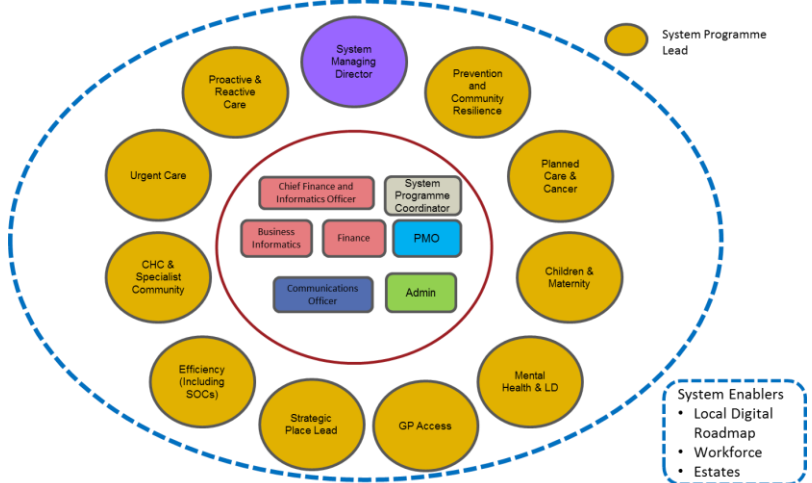 System
Managing
Director
System Programme
Lead
Proactive &
Reactive
Care
Prevention
and
Community
Resilience
Urgent Care
Planned
Care &
Cancer
Chief Finance and
Informatics Officer
System
Programme
Coordinator
Business
Informatics
Finance
PMO
CHC &
Specialist
Community
Children &
Maternity
Communications
Officer
Admin
Efficiency
(Including
SOCs)
Mental
Health & LD
Strategic
Place Lead
GP Access
System Enablers
• Local Digital
Roadmap
• Workforce
• Estates